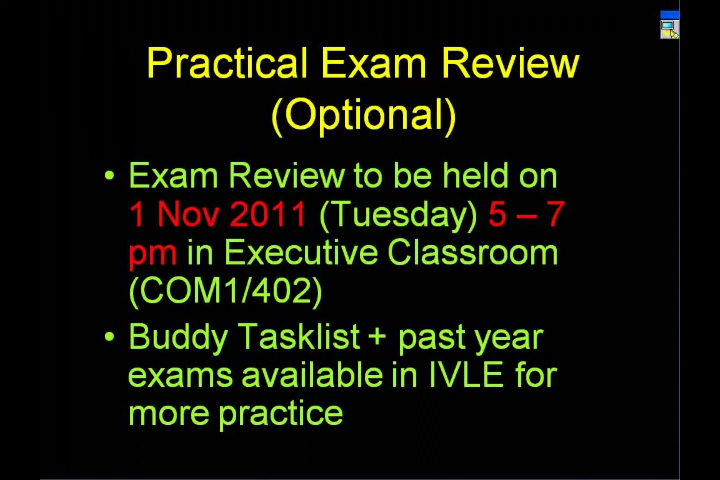 Practical Exam Review
(Optional)
• Exam Review to be held on
1 Nov 2011 (Tuesday) 5 – 7
pm in Executive Classroom
(COM1/402)
• Buddy Tasklist + past year
exams available in IVLE for
more practice